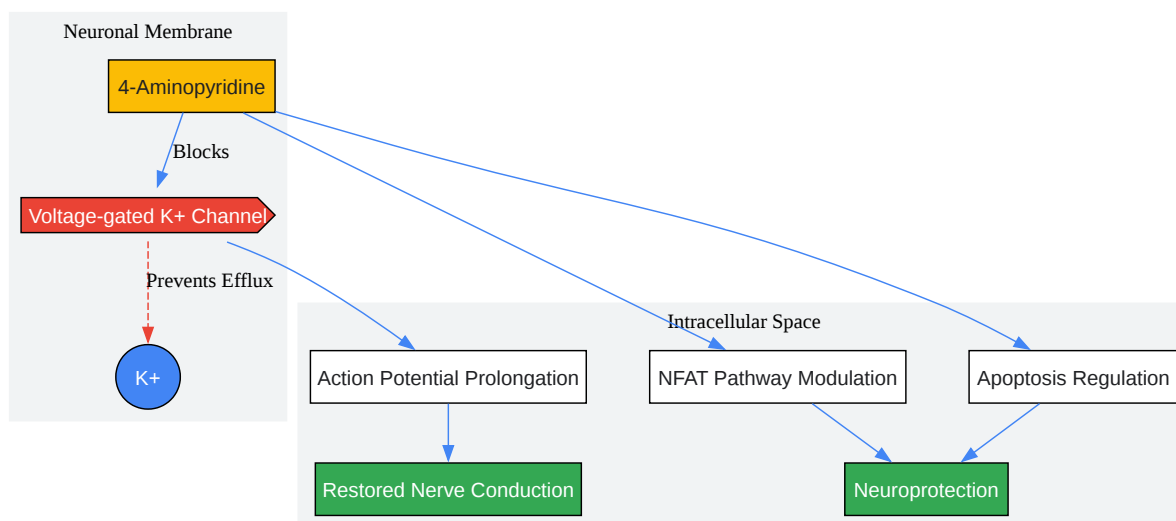 Neuronal Membrane
4-Aminopyridine
Blocks
Voltage-gated K+ Channel
Prevents Efflux
K+
Intracellular Space
Action Potential Prolongation
NFAT Pathway Modulation
Apoptosis Regulation
Restored Nerve Conduction
Neuroprotection